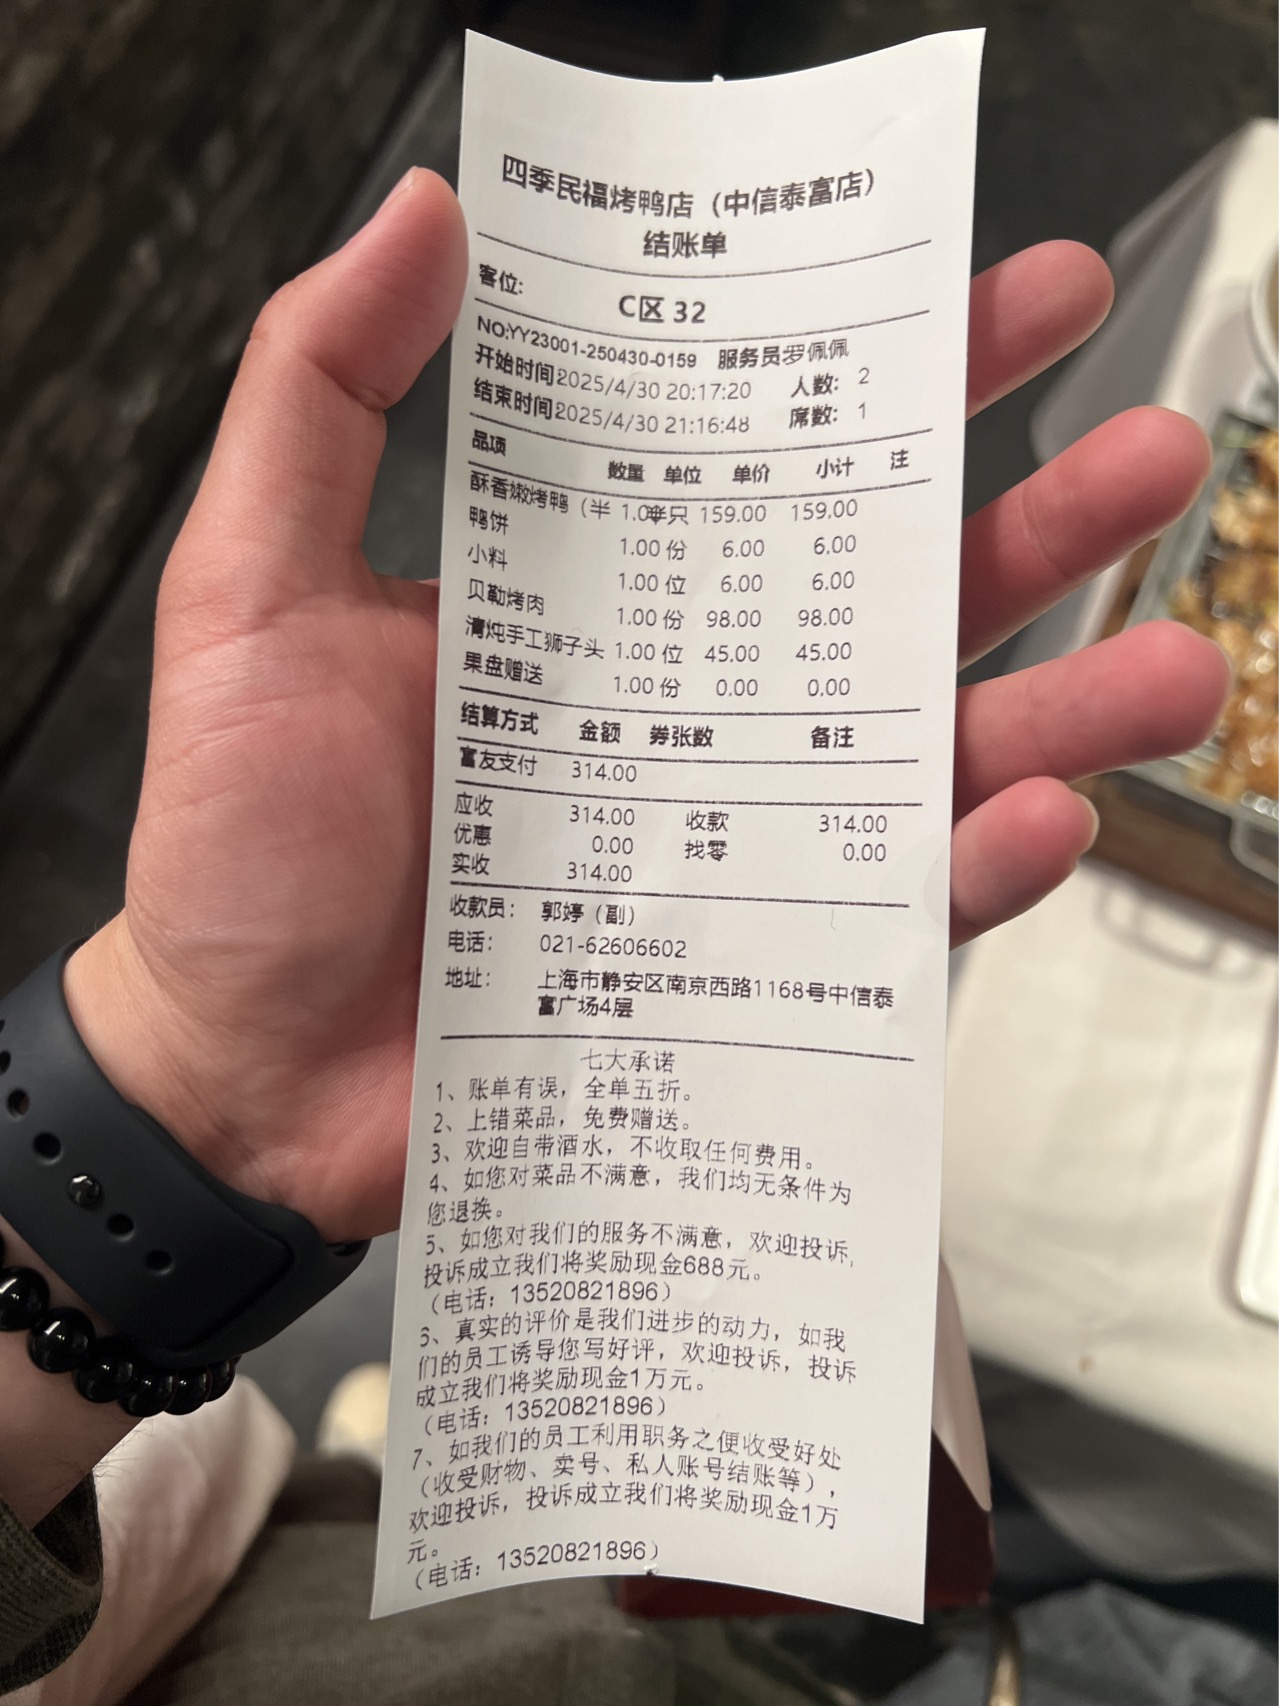 四季民福烤鸭店（中信泰富店）
结账单
客位： C区 32
NO:YY23001-250430-0159 服务员罗佩佩
开始时间2025/4/30 20:17:20 人数： 2
结束时间2025/4/30 21:16:48 席数： 1
品项 数量 单位 单价 小计 注
酥香嫩烤鸭（半 1.00半只 159.00 159.00
鸭饼 1.00 份 6.00 6.00
小料 1.00 位 6.00 6.00
贝勒烤肉 1.00 份 98.00 98.00
清炖手工狮子头 1.00 位 45.00 45.00
果盘赠送 1.00 份 0.00 0.00
结算方式 金额 券张数 备注
富友支付 314.00
应收 314.00 收款 314.00
优惠 0.00 找零 0.00
实收 314.00
收款员： 郭婷（副）
电话： 021-62606602
地址： 上海市静安区南京西路1168号中信泰
富广场4层
七大承诺
1、账单有误，全单五折。
2、上错菜品，免费赠送。
3、欢迎自带酒水，不收取任何费用。
4、如您对菜品不满意，我们均无条件为
您退换。
5、如您对我们的服务不满意，欢迎投诉，
投诉成立我们将奖励现金688元。
（电话：13520821896）
6、真实的评价是我们进步的动力，如我
们的员工诱导您写好评，欢迎投诉，投诉
成立我们将奖励现金1万元。
（电话：13520821896）
7、如我们的员工利用职务之便收受好处
（收受财物、卖号、私人账号结账等），
欢迎投诉，投诉成立我们将奖励现金1万
元。
（电话：13520821896）